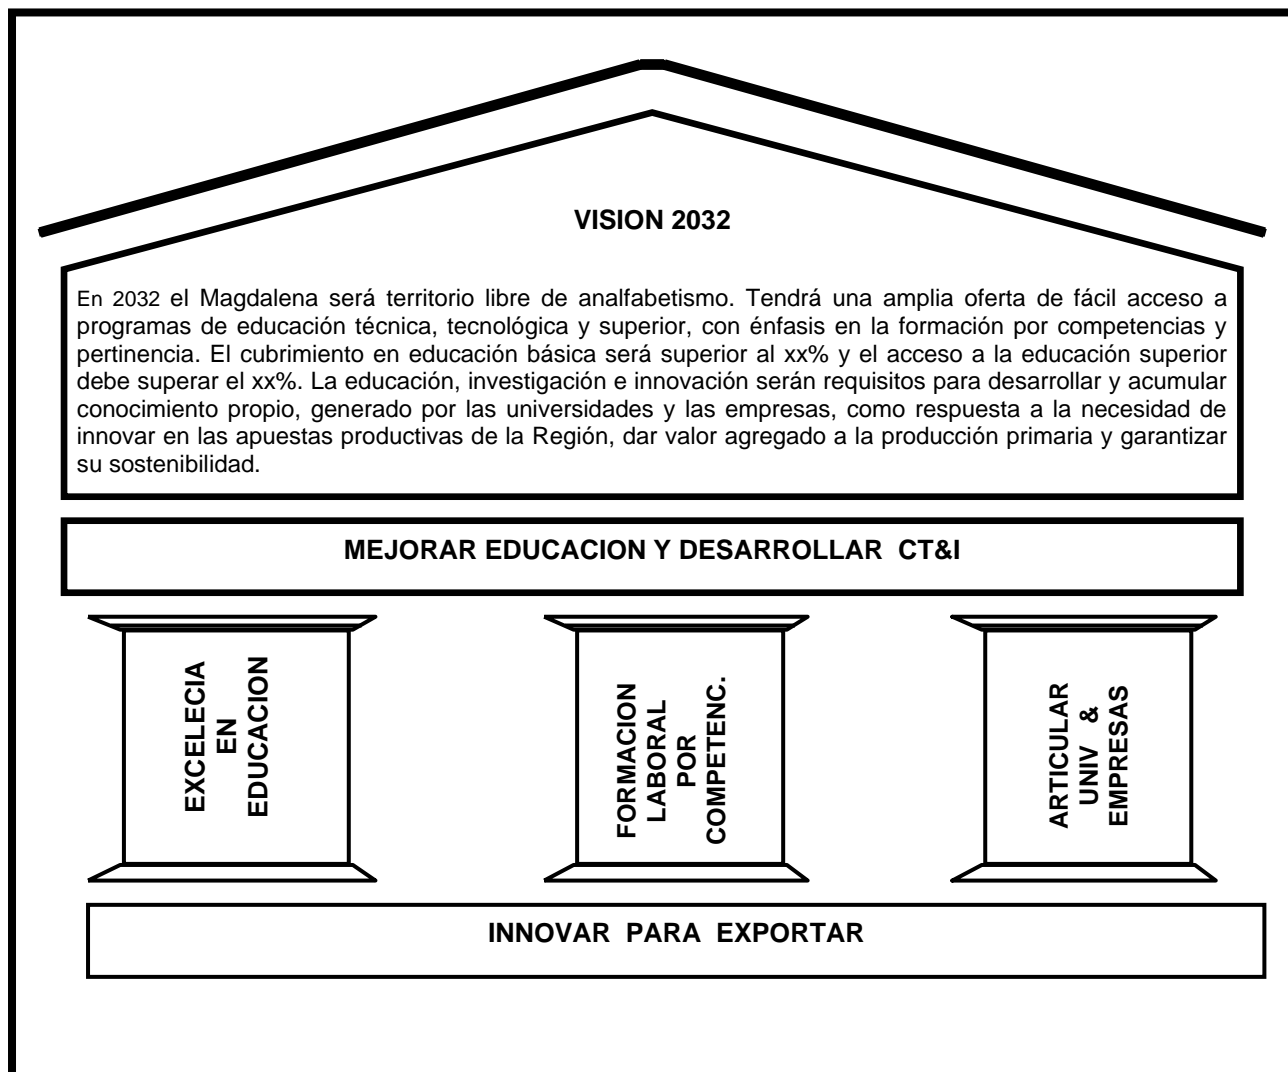 VISION 2032
En 2032 el Magdalena será territorio libre de analfabetismo. Tendrá una amplia oferta de fácil acceso a
programas de educación técnica, tecnológica y superior, con énfasis en la formación por competencias y
pertinencia. El cubrimiento en educación básica será superior al xx% y el acceso a la educación superior
debe superar el xx%. La educación, investigación e innovación serán requisitos para desarrollar y acumular
conocimiento propio, generado por las universidades y las empresas, como respuesta a la necesidad de
innovar en las apuestas productivas de la Región, dar valor agregado a la producción primaria y garantizar
su sostenibilidad.
MEJORAR EDUCACION Y DESARROLLAR CT&I
EXCELECIA
EN
EDUCACION
FORMACION
LABORAL
POR
COMPETENC.
ARTICULAR
UNIV &
EMPRESAS
INNOVAR PARA EXPORTAR